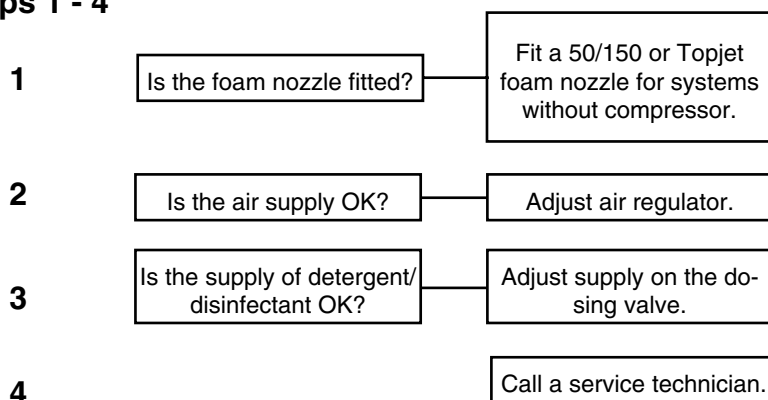 ps 1 - 4
1
Is the foam nozzle fitted?
Fit a 50/150 or Topjet
foam nozzle for systems
without compressor.
2
Is the air supply OK?
Adjust air regulator.
3
Is the supply of detergent/
disinfectant OK?
Adjust supply on the do-
sing valve.
4
Call a service technician.